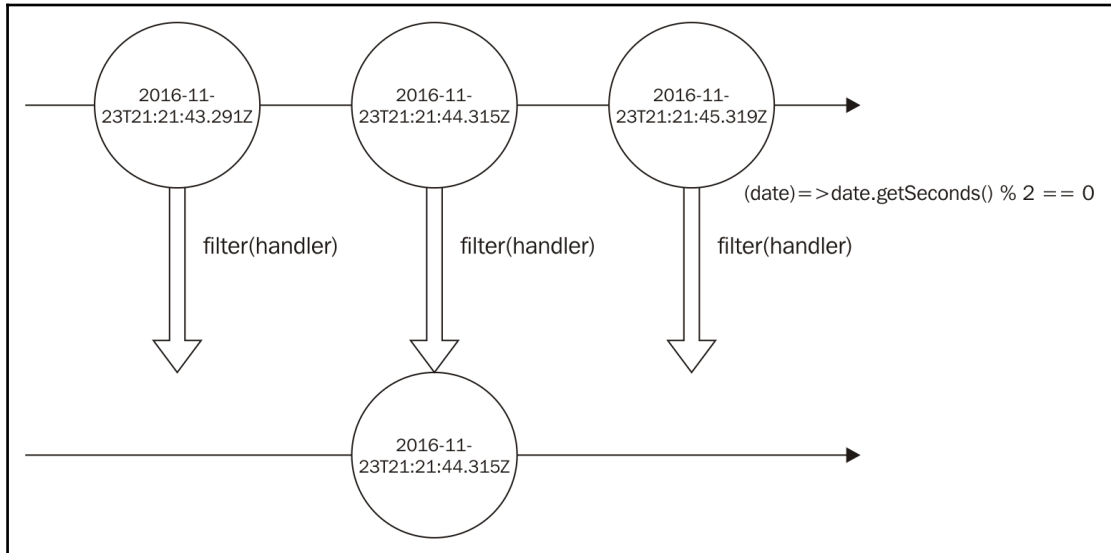 2016-11-
23T21:21:43.291Z
2016-11-
23T21:21:44.315Z
2016-11-
23T21:21:45.319Z
(date)=>date.getSeconds() % 2 == 0
filter(handler)
filter(handler)
filter(handler)
2016-11-
23T21:21:44.315Z